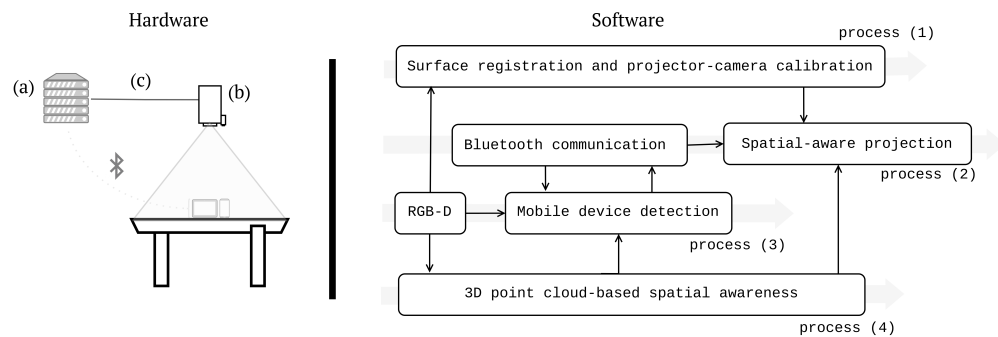 Hardware
Software
(a)
(c)
(b)
process (1)
Surface registration and projector-camera calibration
Bluetooth communication
Spatial-aware projection
process (2)
RGB-D
Mobile device detection
process (3)
3D point cloud-based spatial awareness
process (4)